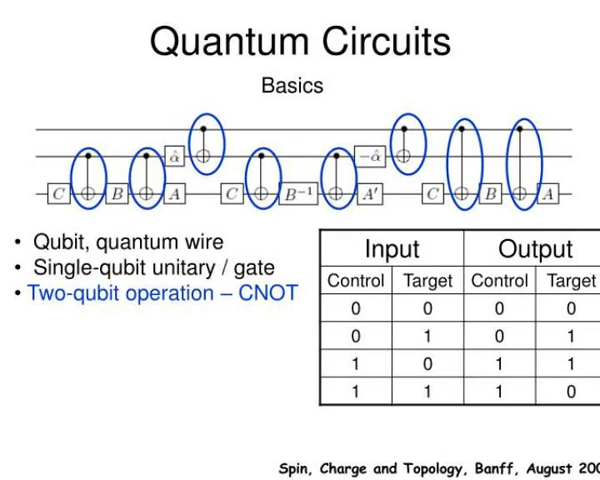 Quantum Circuits
Basics
α̂ −α̂
C B A C B⁻¹ A′ C B A
• Qubit, quantum wire
• Single-qubit unitary / gate
• Two-qubit operation – CNOT
Input Output
Control Target Control Target
0 0 0 0
0 1 0 1
1 0 1 1
1 1 1 0
Spin, Charge and Topology, Banff, August